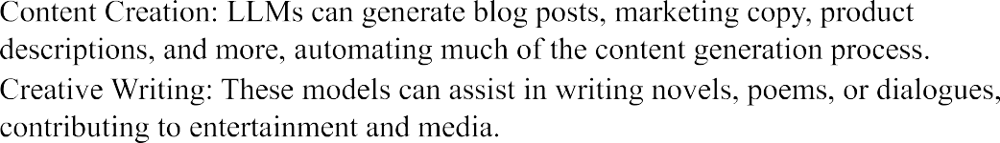 Content Creation: LLMs can generate blog posts, marketing copy, product
descriptions, and more, automating much of the content generation process.
Creative Writing: These models can assist in writing novels, poems, or dialogues,
contributing to entertainment and media.